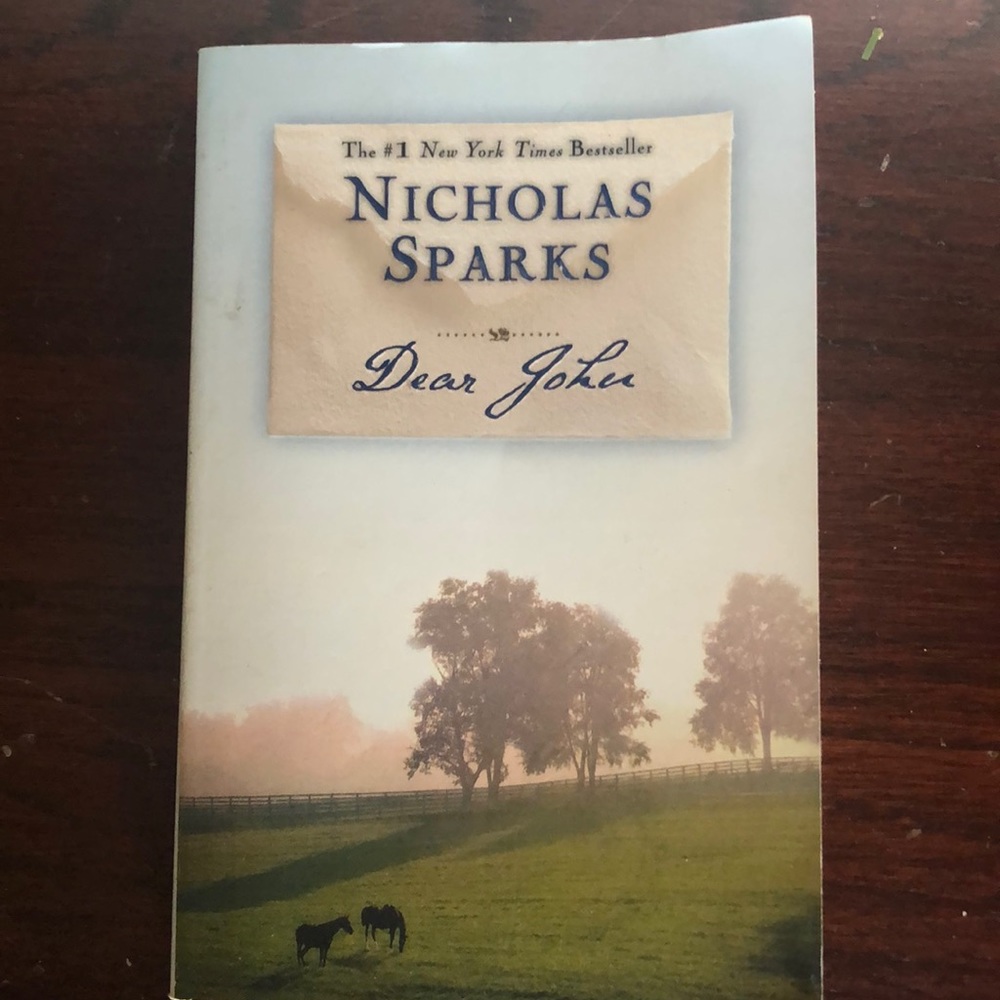 The #1 New York Times Bestseller
NICHOLAS
SPARKS
Dear John